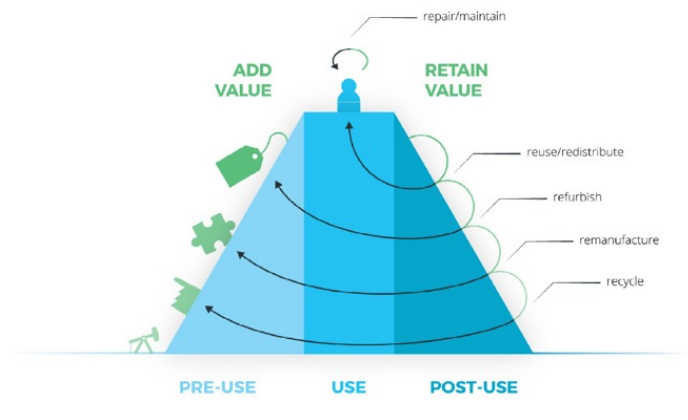 repair/maintain
ADD
VALUE
RETAIN
VALUE
reuse/redistribute
refurbish
remanufacture
recycle
PRE-USE
USE
POST-USE